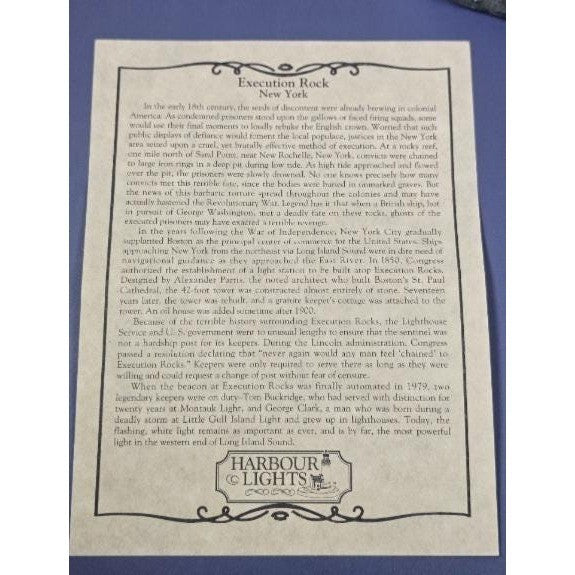 Execution Rock
New York
In the early 18th century, the seeds of discontent were already brewing in colonial
America. As condemned prisoners stood upon the gallows or faced firing squads, some
would use their final moments to loudly rebuke the English crown. Worried that such
public displays of defiance would foment the local populace, justices in the New York
area seized upon a cruel, yet brutally effective method of execution. At a rocky reef,
one mile north of Sand Point, near New Rochelle, New York, convicts were chained
to large iron rings in a deep pit during low tide. As high tide approached and flowed
over the pit, the prisoners were slowly drowned. No one knows precisely how many
convicts met this terrible fate, since the bodies were buried in unmarked graves. But
the news of this barbaric torture spread throughout the colonies and may have
actually hastened the Revolutionary War. Legend has it that when a British ship, hot
in pursuit of George Washington, met a deadly fate on these rocks, ghosts of the
executed prisoners may have exacted a terrible revenge.
In the years following the War of Independence, New York City gradually
supplanted Boston as the principal center of commerce for the United States. Ships
approaching New York from the northeast via Long Island Sound were in dire need of
navigational guidance as they approached the East River. In 1850, Congress
authorized the establishment of a light station to be built atop Execution Rocks.
Designed by Alexander Parris, the noted architect who built Boston's St. Paul
Cathedral, the 42-foot tower was constructed almost entirely of stone. Seventeen
years later, the tower was rebuilt, and a granite keeper's cottage was attached to the
tower. An oil house was added sometime after 1900.
Because of the terrible history surrounding Execution Rocks, the Lighthouse
Service and U.S. government went to unusual lengths to ensure that the sentinel was
not a hardship post for its keepers. During the Lincoln administration, Congress
passed a resolution declaring that "never again would any man feel 'chained' to
Execution Rocks." Keepers were only required to serve there as long as they were
willing and could request a change of post without fear of censure.
When the beacon at Execution Rocks was finally automated in 1979, two
legendary keepers were on duty-Tom Buckridge, who had served with distinction for
twenty years at Montauk Light, and George Clark, a man who was born during a
deadly storm at Little Gull Island Light and grew up in lighthouses. Today, the
flashing, white light remains as important as ever, and is by far, the most powerful
light in the western end of Long Island Sound.
HARBOUR
© LIGHTS